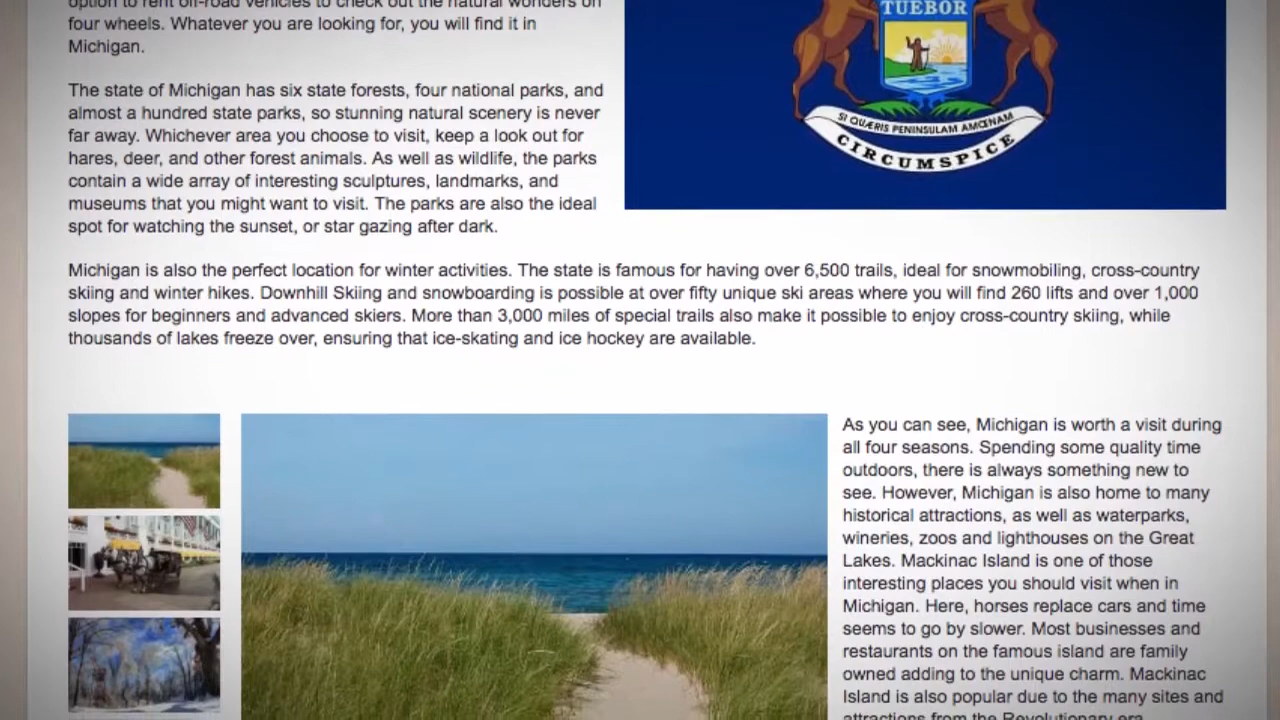 option to rent off-road vehicles to check out the natural wonders on
four wheels. Whatever you are looking for, you will find it in
Michigan.
The state of Michigan has six state forests, four national parks, and
almost a hundred state parks, so stunning natural scenery is never
far away. Whichever area you choose to visit, keep a look out for
hares, deer, and other forest animals. As well as wildlife, the parks
contain a wide array of interesting sculptures, landmarks, and
museums that you might want to visit. The parks are also the ideal
spot for watching the sunset, or star gazing after dark.
TUEBOR
SI QUÆRIS PENINSULAM AMŒNAM
CIRCUMSPICE
Michigan is also the perfect location for winter activities. The state is famous for having over 6,500 trails, ideal for snowmobiling, cross-country
skiing and winter hikes. Downhill Skiing and snowboarding is possible at over fifty unique ski areas where you will find 260 lifts and over 1,000
slopes for beginners and advanced skiers. More than 3,000 miles of special trails also make it possible to enjoy cross-country skiing, while
thousands of lakes freeze over, ensuring that ice-skating and ice hockey are available.
As you can see, Michigan is worth a visit during
all four seasons. Spending some quality time
outdoors, there is always something new to
see. However, Michigan is also home to many
historical attractions, as well as waterparks,
wineries, zoos and lighthouses on the Great
Lakes. Mackinac Island is one of those
interesting places you should visit when in
Michigan. Here, horses replace cars and time
seems to go by slower. Most businesses and
restaurants on the famous island are family
owned adding to the unique charm. Mackinac
Island is also popular due to the many sites and
attractions from the Revolutionary era.